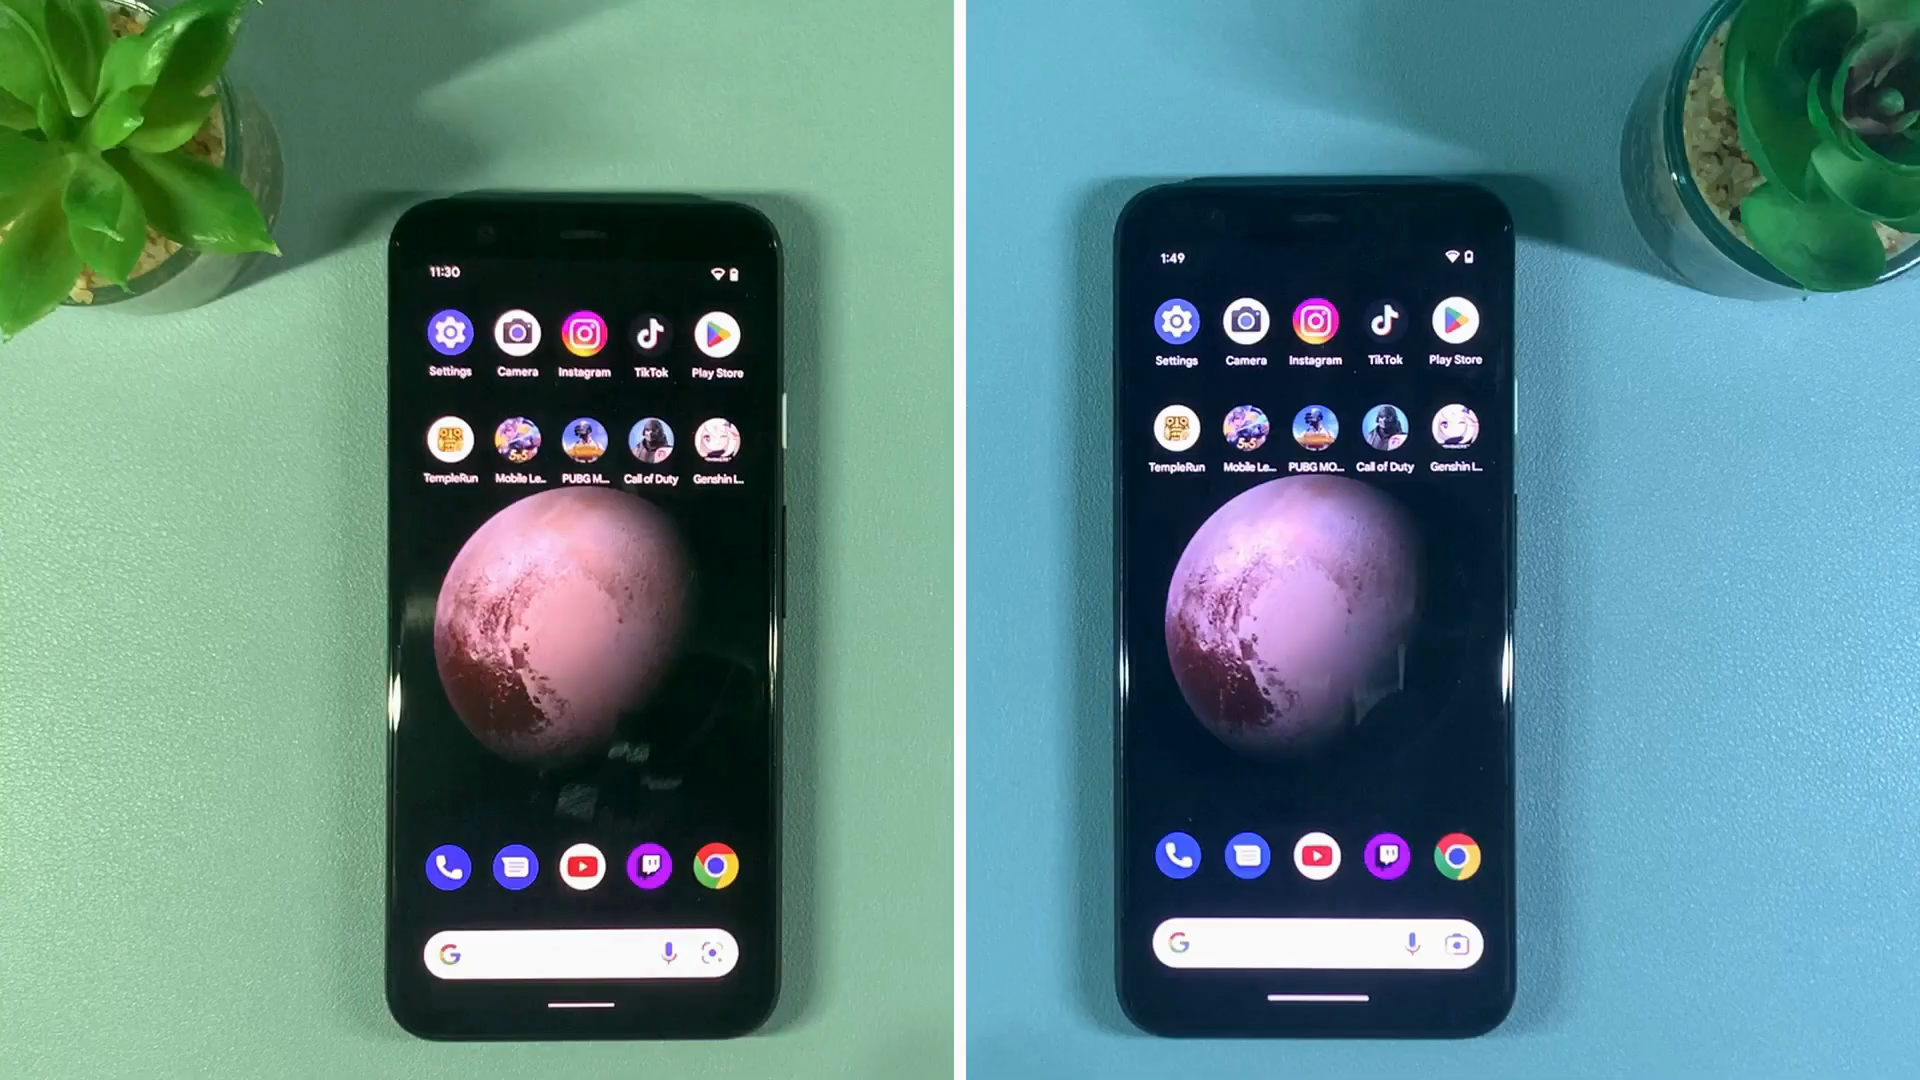 11:30
Settings Camera Instagram TikTok Play Store
TempleRun Mobile Le... PUBG M... Call of Duty Genshin I...
1:49
Settings Camera Instagram TikTok Play Store
TempleRun Mobile Le... PUBG MO... Call of Duty Genshin I...